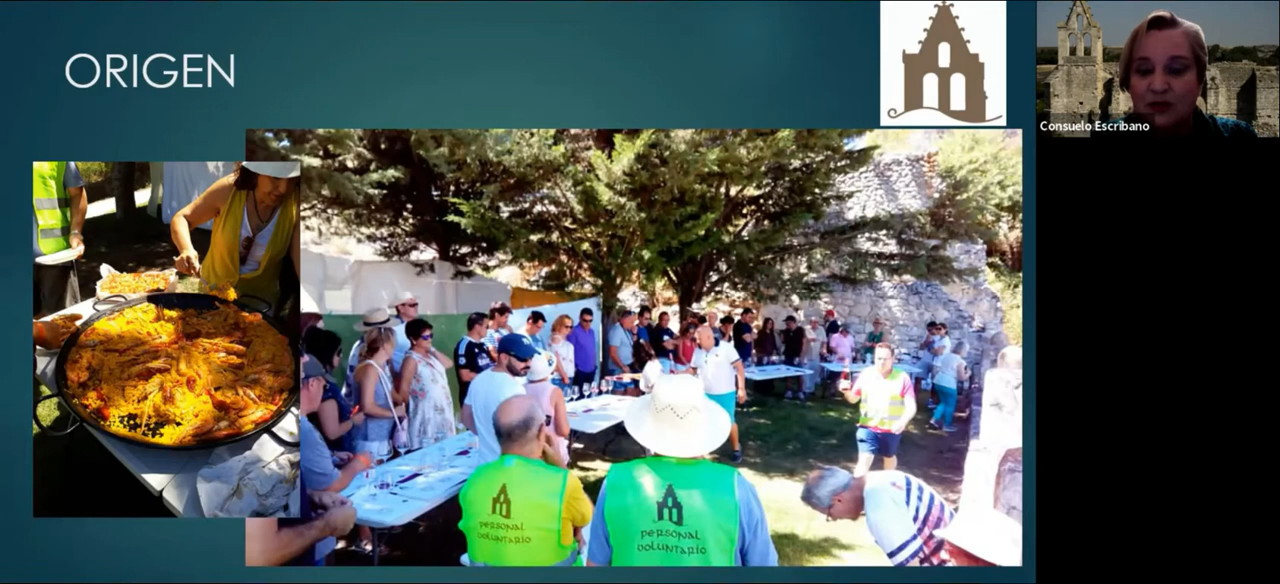 ORIGEN
Consuelo Escribano
PERSONAL
VOLUNTARIO
PERSONAL
VOLUNTARIO